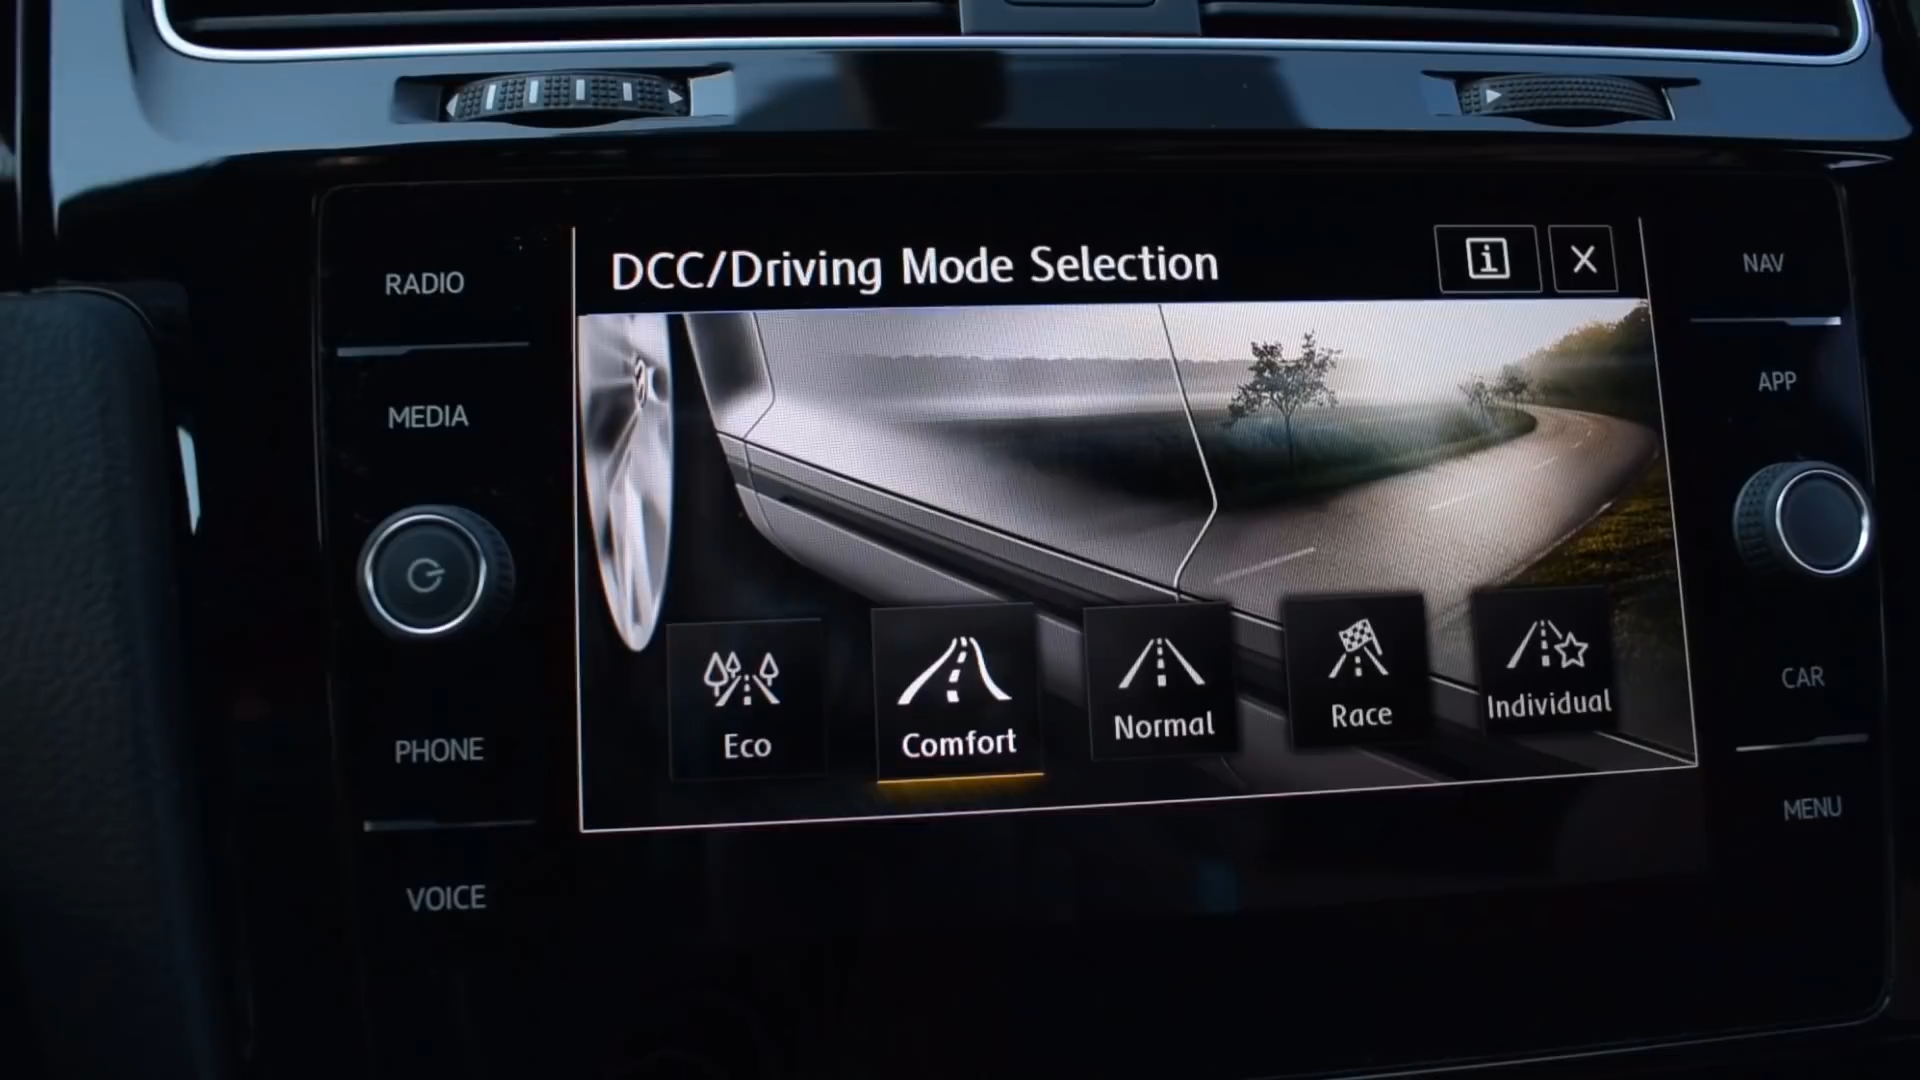 DCC/Driving Mode Selection
RADIO
MEDIA
PHONE
VOICE
Eco
Comfort
Normal
Race
Individual
NAV
APP
CAR
MENU